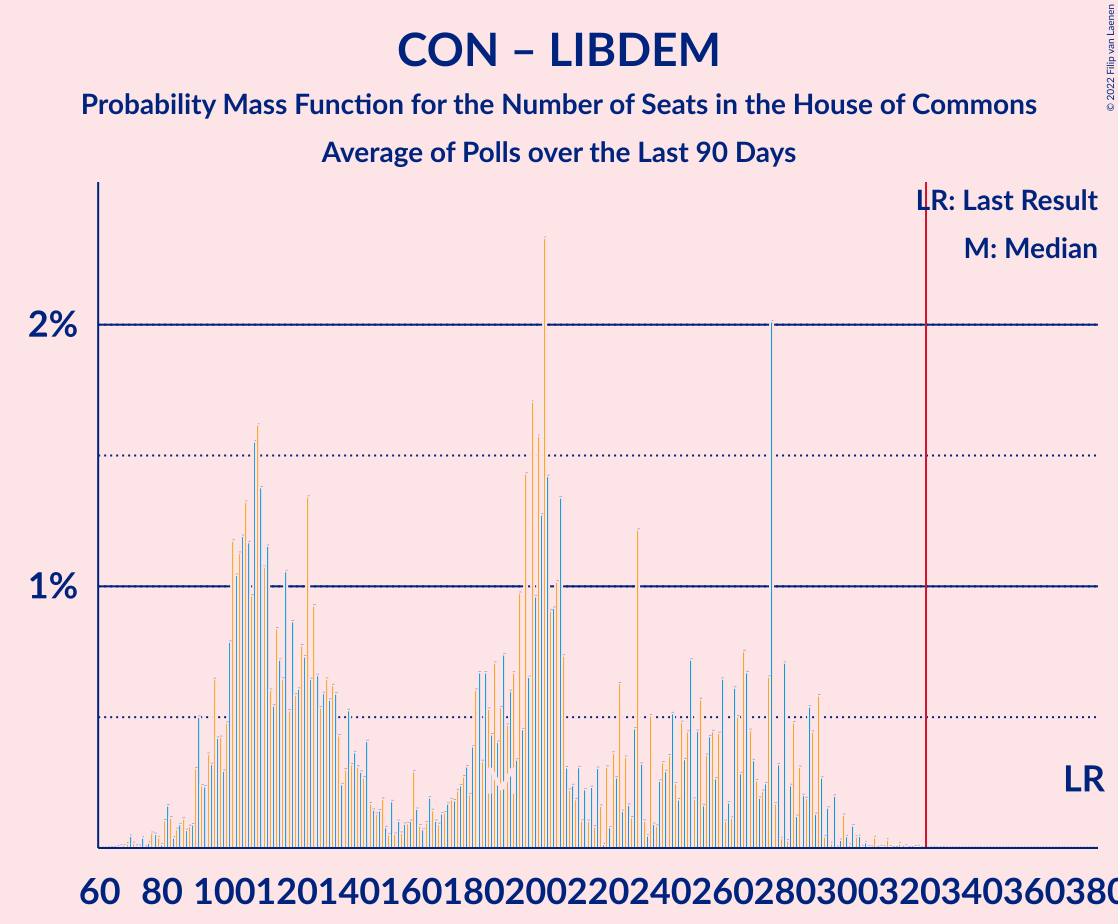 CON – LIBDEM
Probability Mass Function for the Number of Seats in the House of Commons
Average of Polls over the Last 90 Days
© 2022 Filip van Laenen
LR: Last Result
M: Median
2%
1%
M
LR
60 80 100 120 140 160 180 200 220 240 260 280 300 320 340 360 380